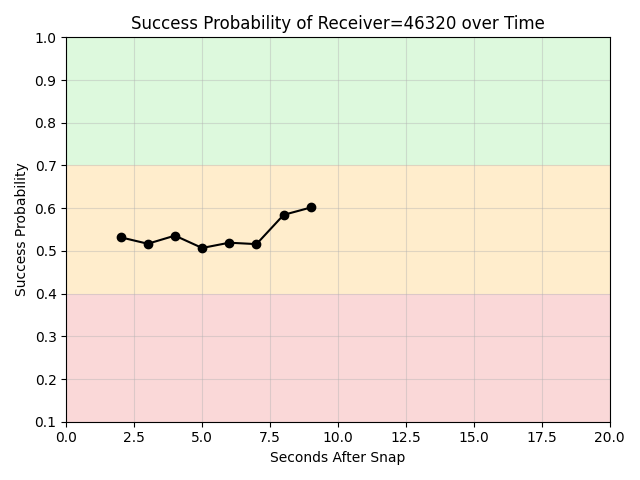 Success Probability of Receiver=46320 over Time
1.0
0.9
0.8
0.7
0.6
0.5
0.4
0.3
0.2
0.1
Success Probability
0.0 2.5 5.0 7.5 10.0 12.5 15.0 17.5 20.0
Seconds After Snap